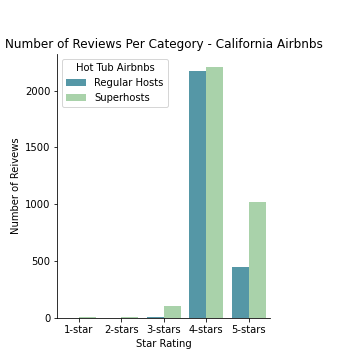 Number of Reviews Per Category - California Airbnbs
Hot Tub Airbnbs
Regular Hosts
Superhosts
Number of Reivews
2000
1500
1000
500
0
1-star 2-stars 3-stars 4-stars 5-stars
Star Rating